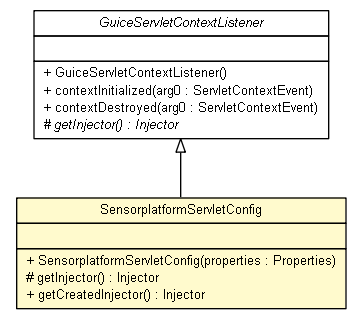 GuiceServletContextListener
+ GuiceServletContextListener()
+ contextInitialized(arg0 : ServletContextEvent)
+ contextDestroyed(arg0 : ServletContextEvent)
# getInjector() : Injector
SensorplatformServletConfig
+ SensorplatformServletConfig(properties : Properties)
# getInjector() : Injector
+ getCreatedInjector() : Injector